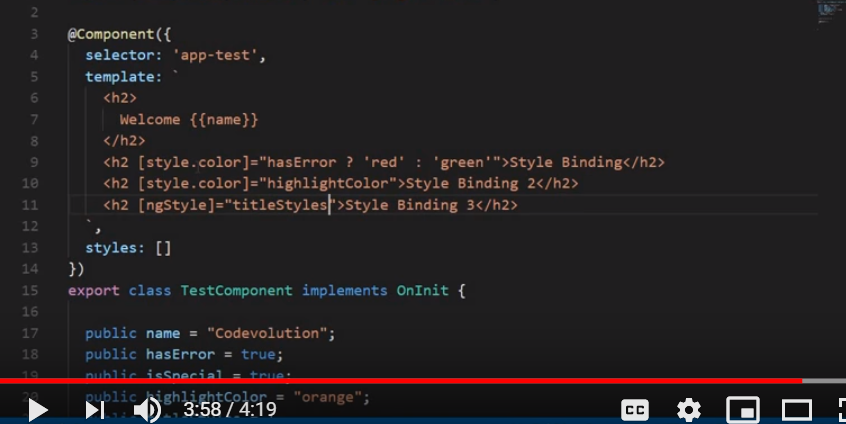 2
3 @Component({
4 selector: 'app-test',
5 template: `
6 <h2>
7 Welcome {{name}}
8 </h2>
9 <h2 [style.color]="hasError ? 'red' : 'green'">Style Binding</h2>
10 <h2 [style.color]="highlightColor">Style Binding 2</h2>
11 <h2 [ngStyle]="titleStyles">Style Binding 3</h2>
12 `,
13 styles: []
14 })
15 export class TestComponent implements OnInit {
16
17 public name = "Codevolution";
18 public hasError = true;
19 public isSpecial = true;
public highlightColor = "orange";
3:58 / 4:19
CC